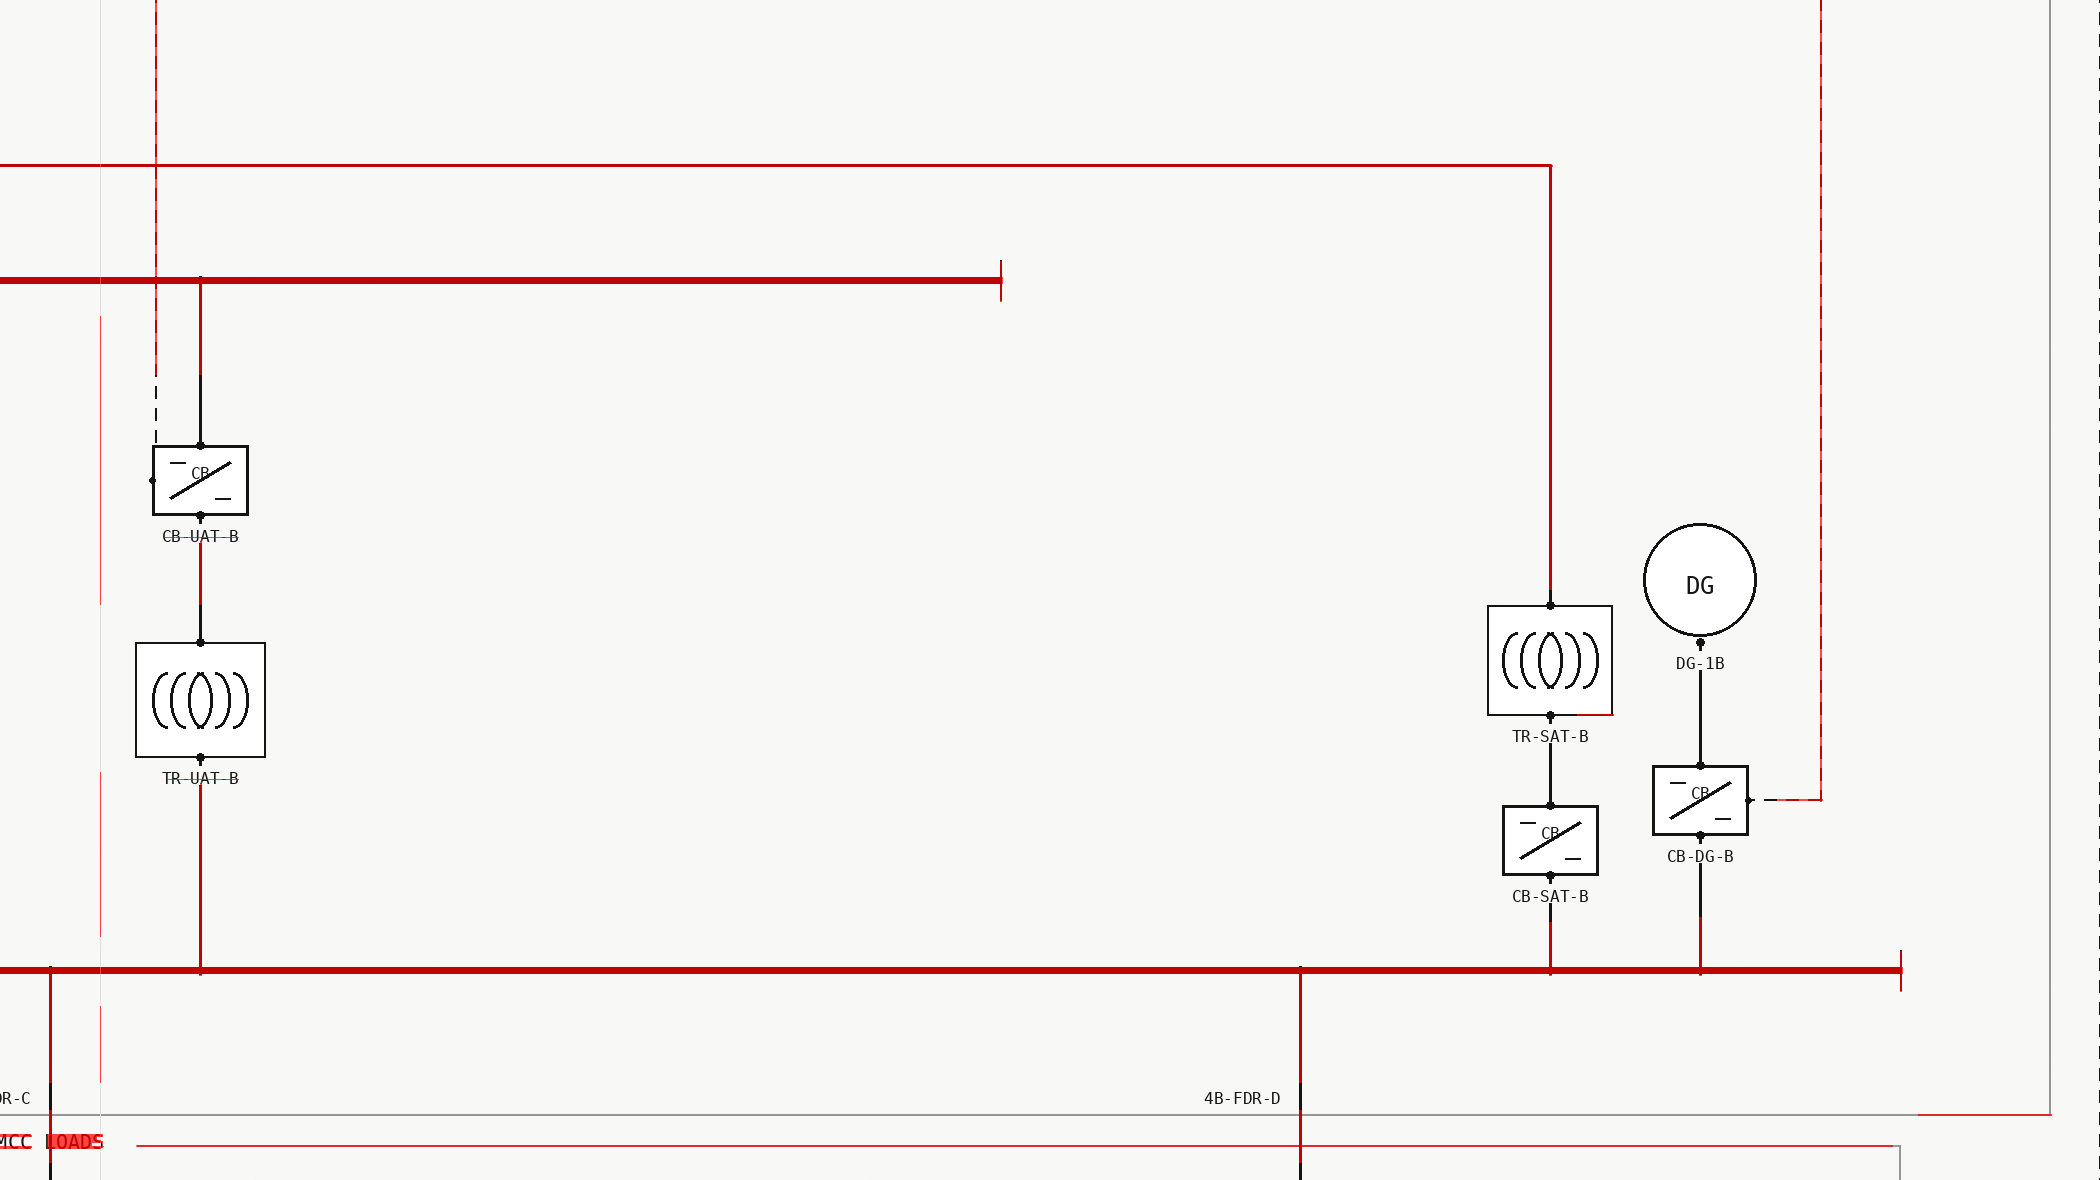 CB
CB-UAT-B
TR-UAT-B
DG
DG-1B
TR-SAT-B
CB
CB-DG-B
CB
CB-SAT-B
4B-FDR-D
MCC LOADS